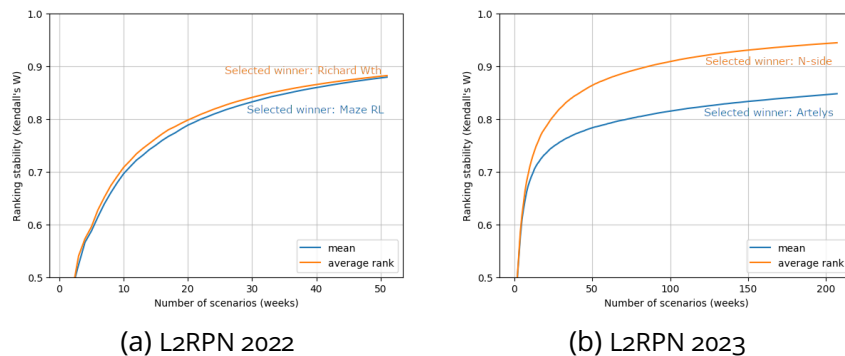 1.0
0.9
0.8
0.7
0.6
0.5
Ranking stability (Kendall's W)
Selected winner: Richard Wth
Selected winner: Maze RL
mean
average rank
0 10 20 30 40 50
Number of scenarios (weeks)
(a) L2RPN 2022
1.0
0.9
0.8
0.7
0.6
0.5
Ranking stability (Kendall's W)
Selected winner: N-side
Selected winner: Artelys
mean
average rank
0 50 100 150 200
Number of scenarios (weeks)
(b) L2RPN 2023